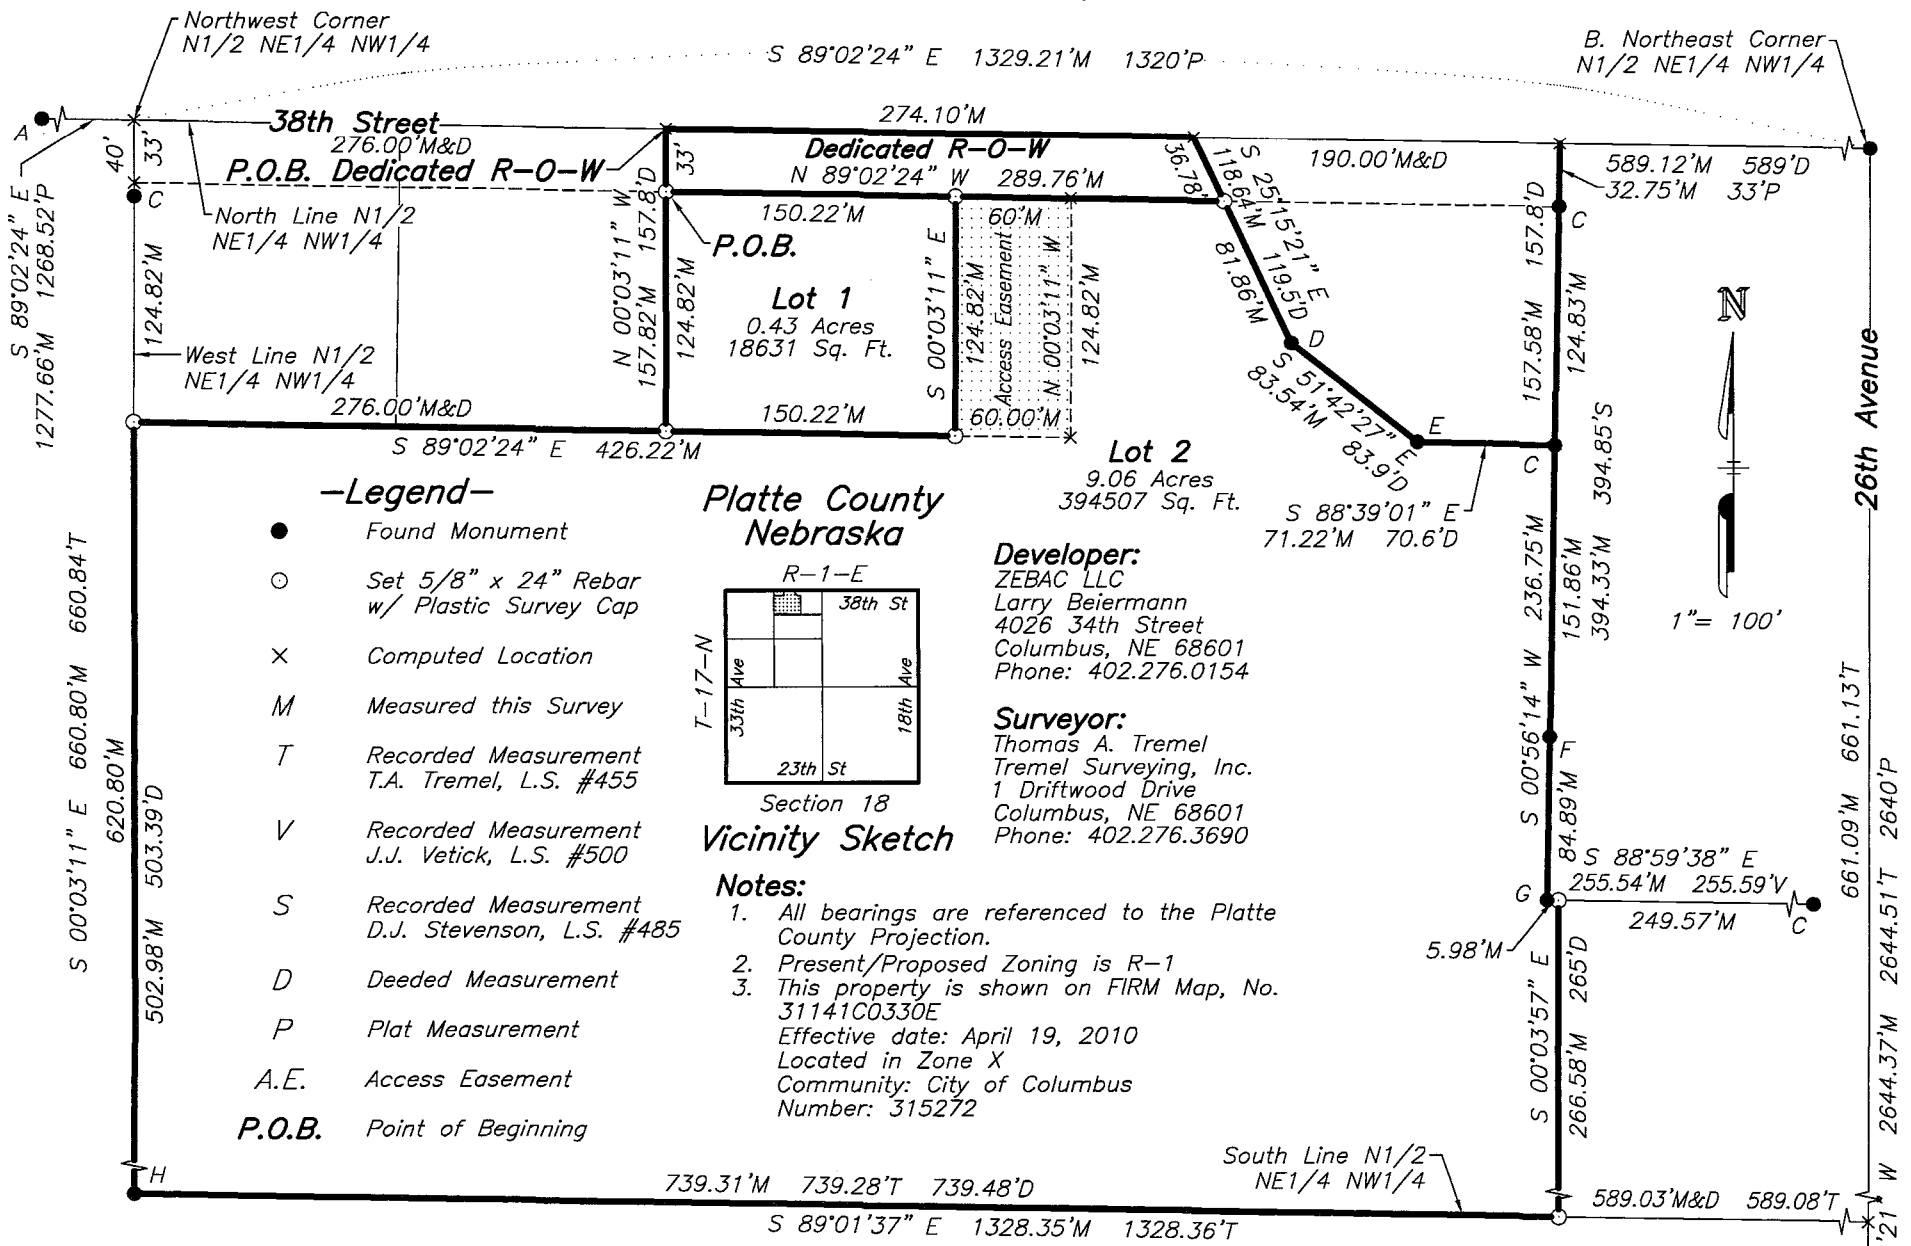 Northwest Corner
N1/2 NE1/4 NW1/4
S 89°02'24" E 1329.21'M 1320'P
B. Northeast Corner
N1/2 NE1/4 NW1/4
A
40'
33'
38th Street
276.00'M&D
P.O.B. Dedicated R-O-W
33'
274.10'M
Dedicated R-O-W
N 89°02'24" W 289.76'M
36.78'
118.64'M
S 25°15'21" E
119.5'D
81.86'M
190.00'M&D
589.12'M 589'D
32.75'M 33'P
C
North Line N1/2
NE1/4 NW1/4
S 89°02'24" E
1277.66'M 1268.52'P
124.82'M
West Line N1/2
NE1/4 NW1/4
276.00'M&D
S 89°02'24" E 426.22'M
N 00°03'11" W 157.8'D
157.82'M 124.82'M
P.O.B.
150.22'M
Lot 1
0.43 Acres
18631 Sq. Ft.
150.22'M
S 00°03'11" E
124.82'M
60'M
Access Easement
N 00°03'11" W
124.82'M
60.00'M
D
S 51°42'27" E
83.54'M 83.9'D
E
C
157.8'D
157.58'M
124.83'M
C
Lot 2
9.06 Acres
394507 Sq. Ft.
S 88°39'01" E
71.22'M 70.6'D
N
1"= 100'
26th Avenue
-Legend-
Found Monument
Set 5/8" x 24" Rebar
w/ Plastic Survey Cap
× Computed Location
M Measured this Survey
T Recorded Measurement
T.A. Tremel, L.S. #455
V Recorded Measurement
J.J. Vetick, L.S. #500
S Recorded Measurement
D.J. Stevenson, L.S. #485
D Deeded Measurement
P Plat Measurement
A.E. Access Easement
P.O.B. Point of Beginning
Platte County
Nebraska
R-1-E
T-17-N
38th St
33th Ave
18th Ave
23th St
Section 18
Vicinity Sketch
Developer:
ZEBAC LLC
Larry Beiermann
4026 34th Street
Columbus, NE 68601
Phone: 402.276.0154
Surveyor:
Thomas A. Tremel
Tremel Surveying, Inc.
1 Driftwood Drive
Columbus, NE 68601
Phone: 402.276.3690
Notes:
1. All bearings are referenced to the Platte
County Projection.
2. Present/Proposed Zoning is R-1
3. This property is shown on FIRM Map, No.
31141C0330E
Effective date: April 19, 2010
Located in Zone X
Community: City of Columbus
Number: 315272
S 00°03'11" E 660.80'M 660.84'T
620.80'M
502.98'M 503.39'D
S 00°56'14" W 236.75'M
84.89'M
151.86'M
394.33'M 394.85'S
F
S 88°59'38" E
255.54'M 255.59'V
249.57'M
G
5.98'M
C
S 00°03'57" E
266.58'M 265'D
661.09'M 661.13'T
'21" W 2644.37'M 2644.51'T 2640'P
H
739.31'M 739.28'T 739.48'D
S 89°01'37" E 1328.35'M 1328.36'T
South Line N1/2
NE1/4 NW1/4
589.03'M&D 589.08'T